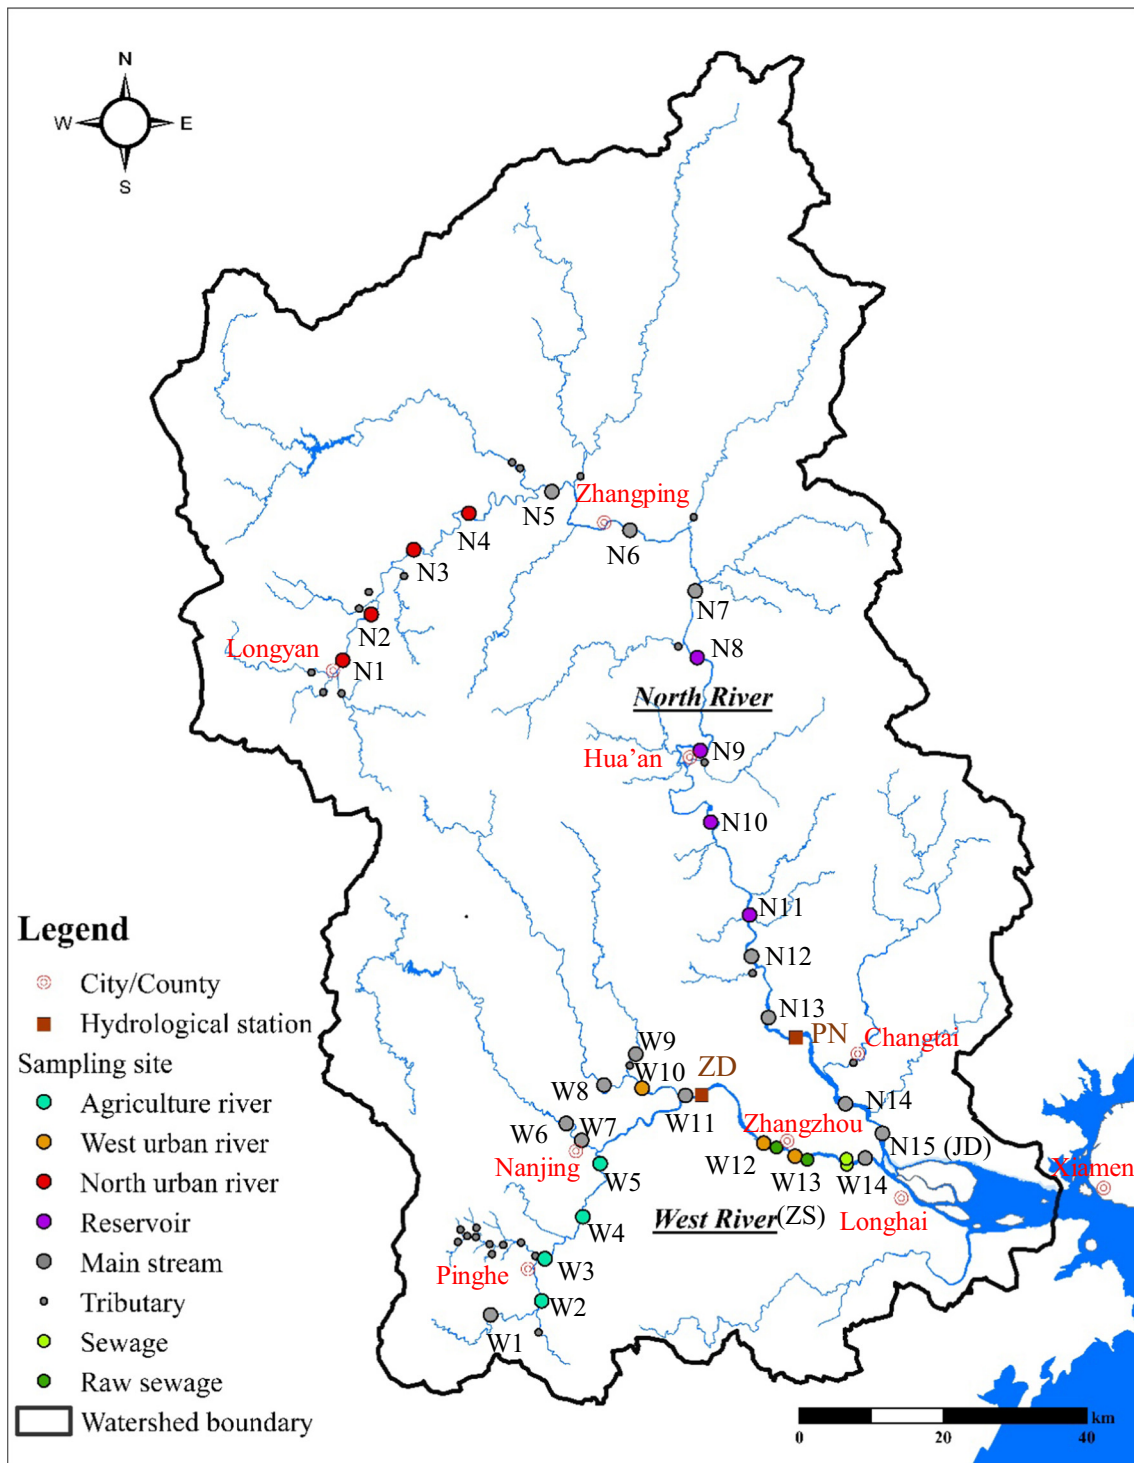 N
W E
S
Zhangping
N5
N4
N6
N3
N7
N2
Longyan
N1
N8
North River
Hua’an
N9
N10
N11
N12
N13
PN
Changtai
W9
ZD
W10
W8
W11
N14
W6
W7
Zhangzhou
N15 (JD)
Nanjing
W12
W5
W13
W14
Xiamen
(ZS)
West River
Longhai
W4
Pinghe
W3
W2
W1
Legend
City/County
Hydrological station
Sampling site
Agriculture river
West urban river
North urban river
Reservoir
Main stream
Tributary
Sewage
Raw sewage
Watershed boundary
km
0 20 40